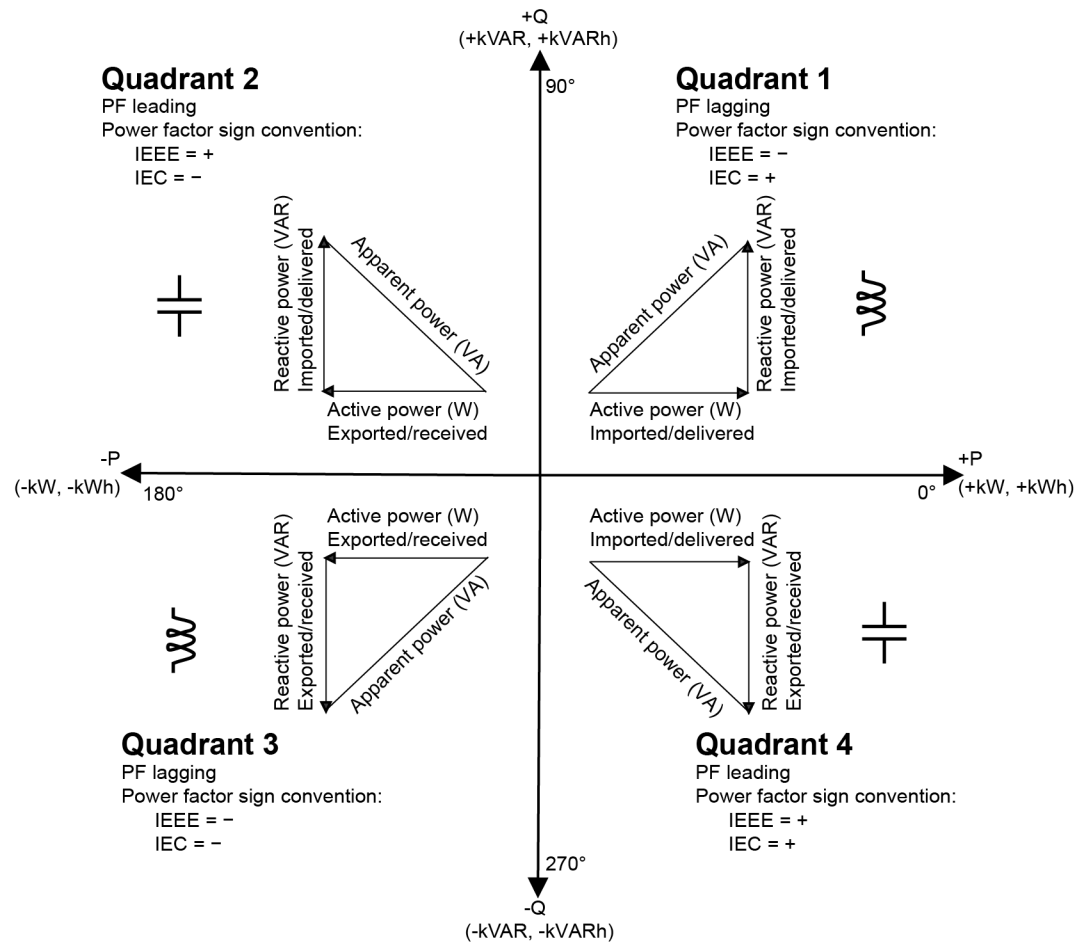 +Q
(+kVAR, +kVARh)
90°
Quadrant 2
PF leading
Power factor sign convention:
IEEE = +
IEC = −
Reactive power (VAR)
Imported/delivered
Apparent power (VA)
Active power (W)
Exported/received
Quadrant 1
PF lagging
Power factor sign convention:
IEEE = −
IEC = +
Apparent power (VA)
Reactive power (VAR)
Imported/delivered
Active power (W)
Imported/delivered
-P
(-kW, -kWh)
180°
0°
+P
(+kW, +kWh)
Active power (W)
Exported/received
Reactive power (VAR)
Exported/received
Apparent power (VA)
Quadrant 3
PF lagging
Power factor sign convention:
IEEE = −
IEC = −
Active power (W)
Imported/delivered
Apparent power (VA)
Reactive power (VAR)
Exported/received
Quadrant 4
PF leading
Power factor sign convention:
IEEE = +
IEC = +
270°
-Q
(-kVAR, -kVARh)